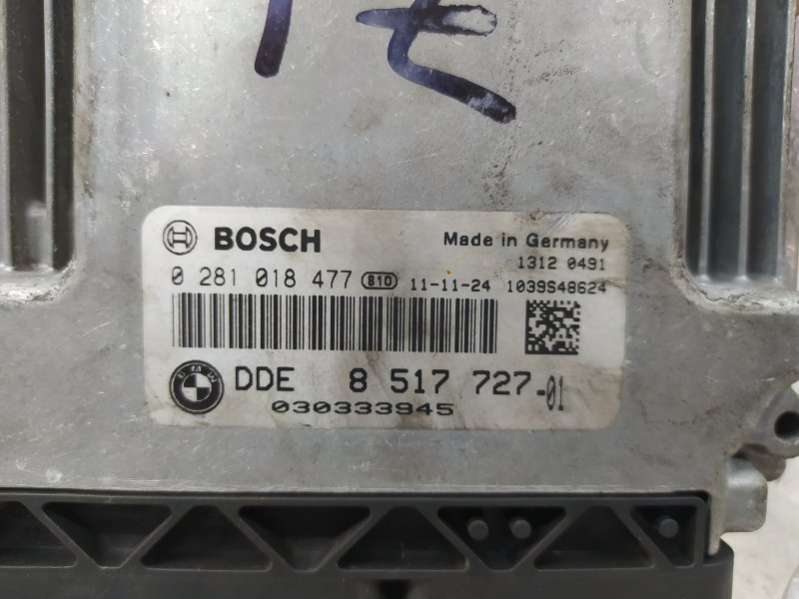 BOSCH
Made in Germany
1312 0491
0 281 018 477 810 11-11-24 1039S48624
DDE 8 517 727-01
030333945